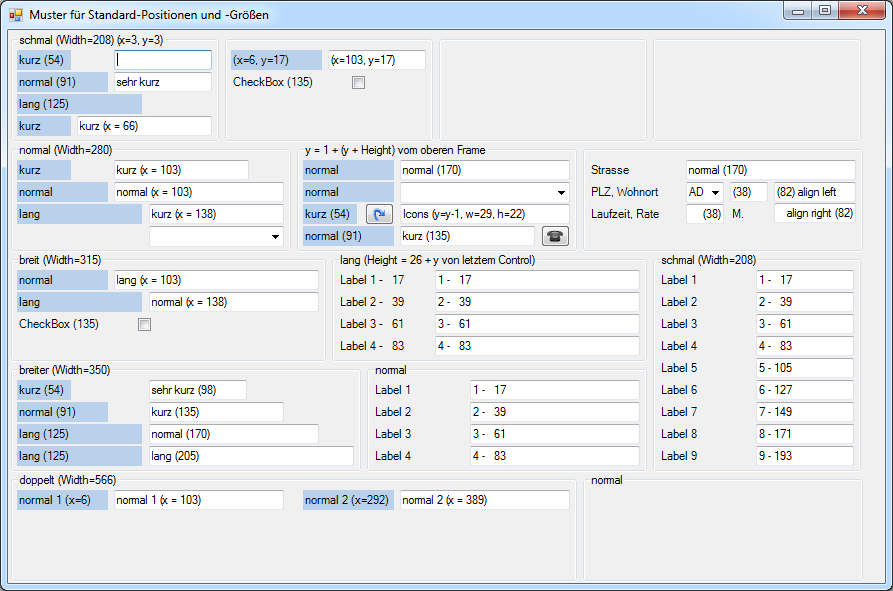 Muster für Standard-Positionen und -Größen
schmal (Width=208) (x=3, y=3)
kurz (54)
normal (91) sehr kurz
lang (125)
kurz kurz (x = 66)
(x=6, y=17) (x=103, y=17)
CheckBox (135)
normal (Width=280)
kurz kurz (x = 103)
normal normal (x = 103)
lang kurz (x = 138)
y = 1 + (y + Height) vom oberen Frame
normal normal (170)
normal
kurz (54) Icons (y=y-1, w=29, h=22)
normal (91) kurz (135)
Strasse normal (170)
PLZ, Wohnort AD (38) (82) align left
Laufzeit, Rate (38) M. align right (82)
breit (Width=315)
normal lang (x = 103)
lang normal (x = 138)
CheckBox (135)
lang (Height = 26 + y von letztem Control)
Label 1 - 17 1 - 17
Label 2 - 39 2 - 39
Label 3 - 61 3 - 61
Label 4 - 83 4 - 83
schmal (Width=208)
Label 1 1 - 17
Label 2 2 - 39
Label 3 3 - 61
Label 4 4 - 83
Label 5 5 - 105
Label 6 6 - 127
Label 7 7 - 149
Label 8 8 - 171
Label 9 9 - 193
breiter (Width=350)
kurz (54) sehr kurz (98)
normal (91) kurz (135)
lang (125) normal (170)
lang (125) lang (205)
normal
Label 1 1 - 17
Label 2 2 - 39
Label 3 3 - 61
Label 4 4 - 83
doppelt (Width=566)
normal 1 (x=6) normal 1 (x = 103) normal 2 (x=292) normal 2 (x = 389)
normal